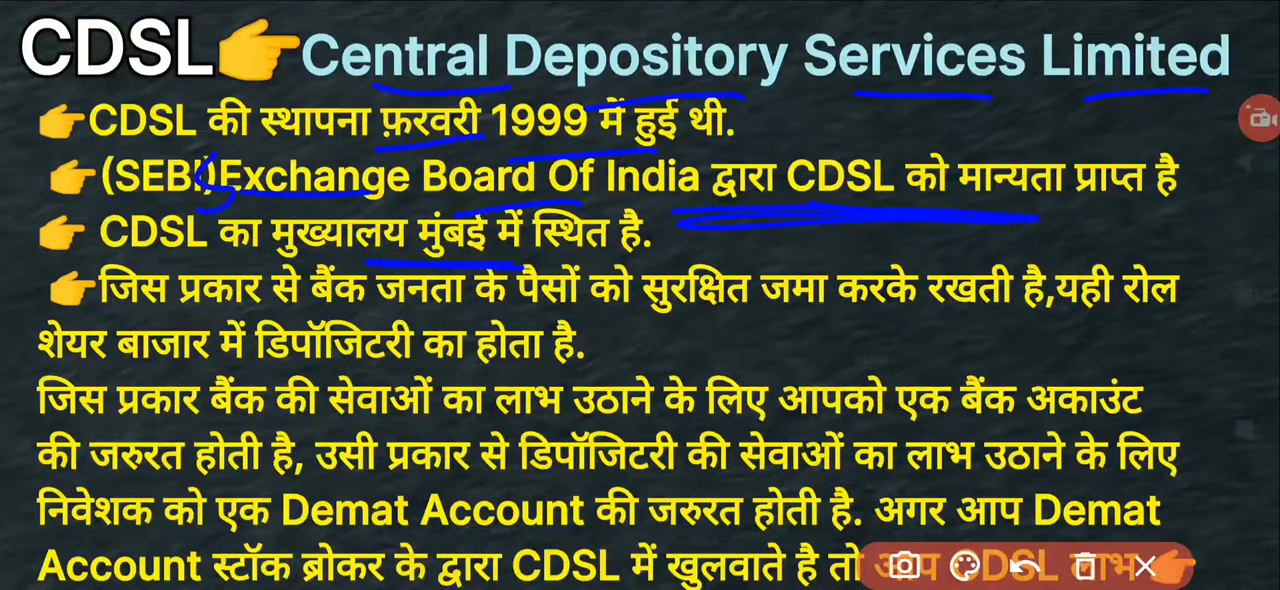 CDSL👉Central Depository Services Limited
👉CDSL की स्थापना फ़रवरी 1999 में हुई थी.
👉(SEBI)Exchange Board Of India द्वारा CDSL को मान्यता प्राप्त है
👉 CDSL का मुख्यालय मुंबई में स्थित है.
👉जिस प्रकार से बैंक जनता के पैसों को सुरक्षित जमा करके रखती है,यही रोल
शेयर बाजार में डिपॉजिटरी का होता है.
जिस प्रकार बैंक की सेवाओं का लाभ उठाने के लिए आपको एक बैंक अकाउंट
की जरुरत होती है, उसी प्रकार से डिपॉजिटरी की सेवाओं का लाभ उठाने के लिए
निवेशक को एक Demat Account की जरुरत होती है. अगर आप Demat
Account स्टॉक ब्रोकर के द्वारा CDSL में खुलवाते है तो आप CDSL लाभ👉